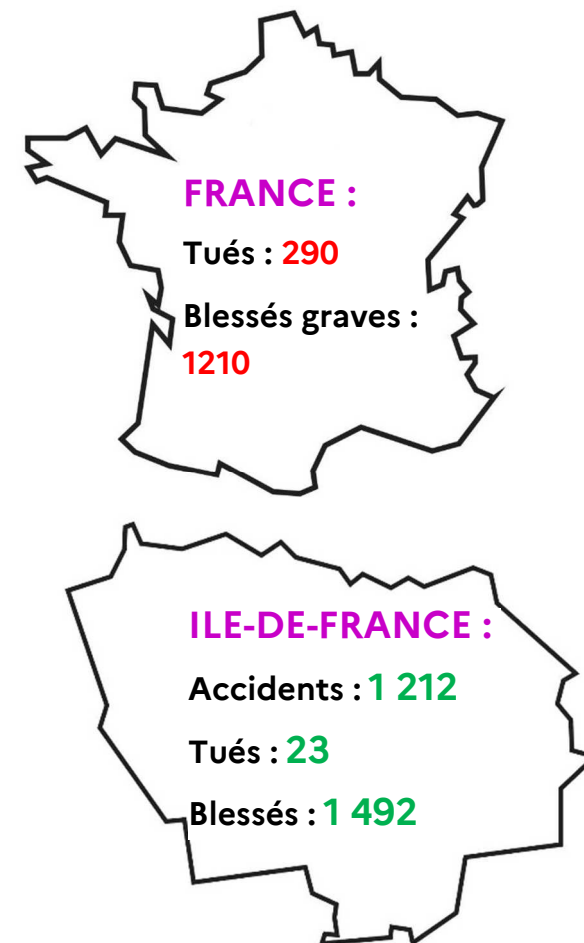 FRANCE :
Tués : 290
Blessés graves :
1210
ILE-DE-FRANCE :
Accidents : 1 212
Tués : 23
Blessés : 1 492